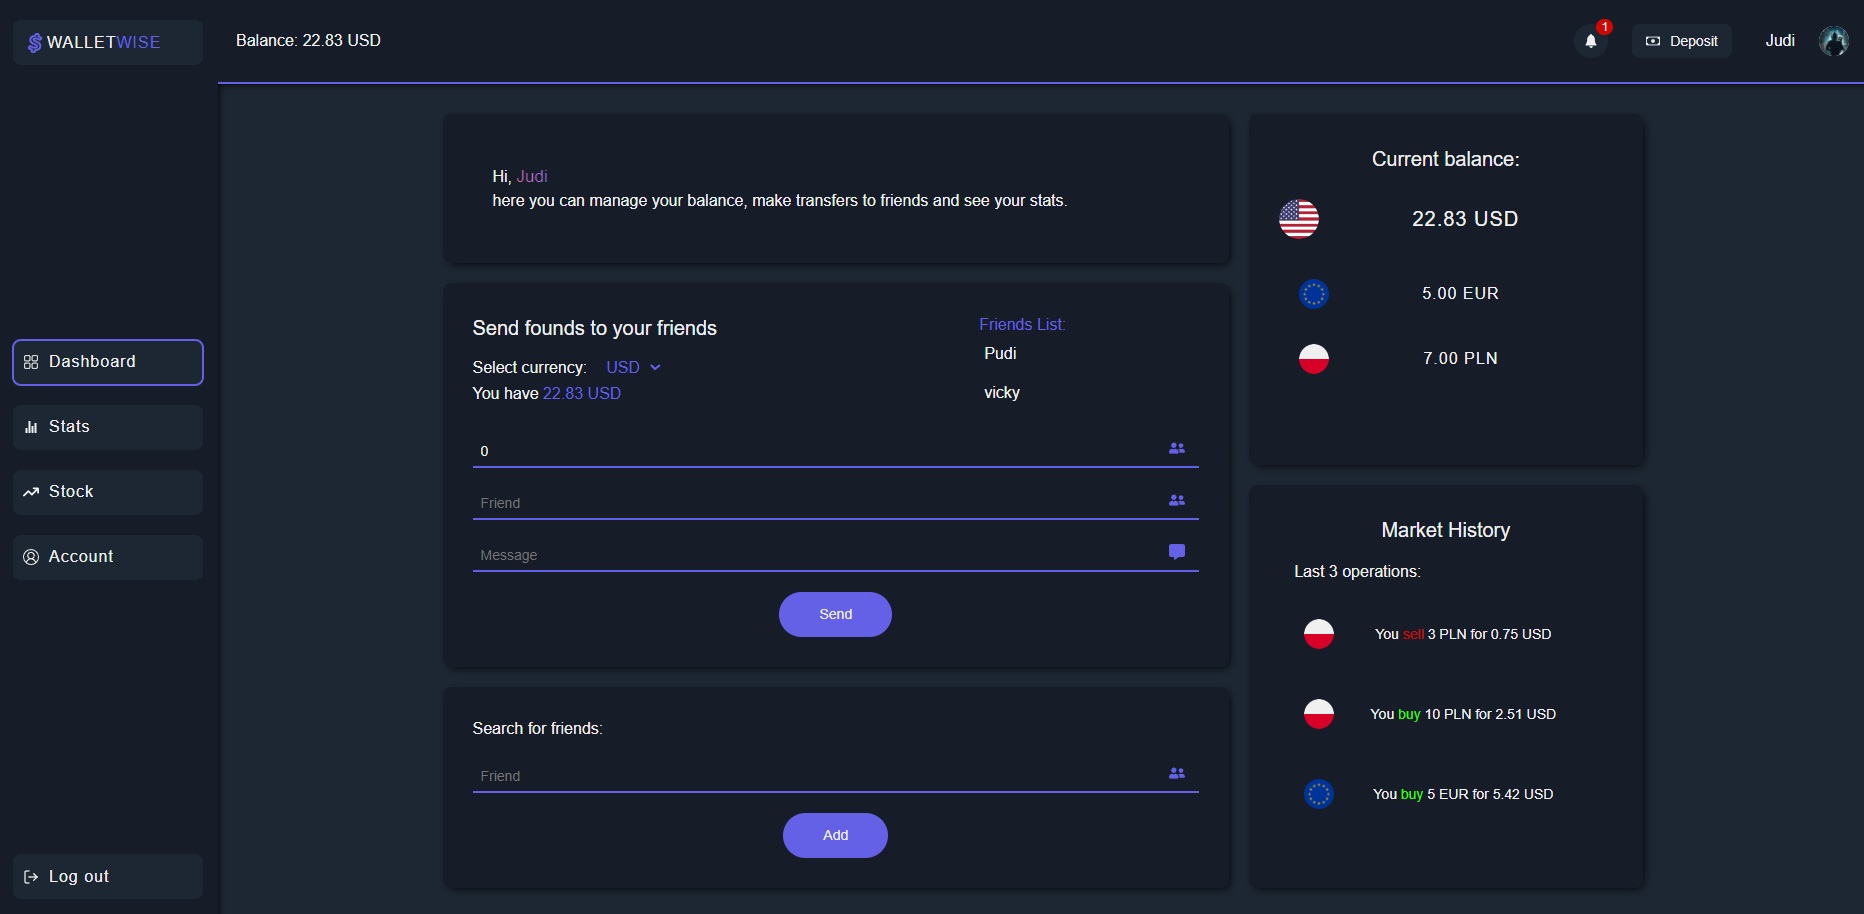 WALLETWISE
Balance: 22.83 USD
1
Deposit
Judi
Dashboard
Stats
Stock
Account
Log out
Hi, Judi
here you can manage your balance, make transfers to friends and see your stats.
Send founds to your friends
Select currency: USD
You have 22.83 USD
Friends List:
Pudi
vicky
0
Friend
Message
Send
Search for friends:
Friend
Add
Current balance:
22.83 USD
5.00 EUR
7.00 PLN
Market History
Last 3 operations:
You sell 3 PLN for 0.75 USD
You buy 10 PLN for 2.51 USD
You buy 5 EUR for 5.42 USD